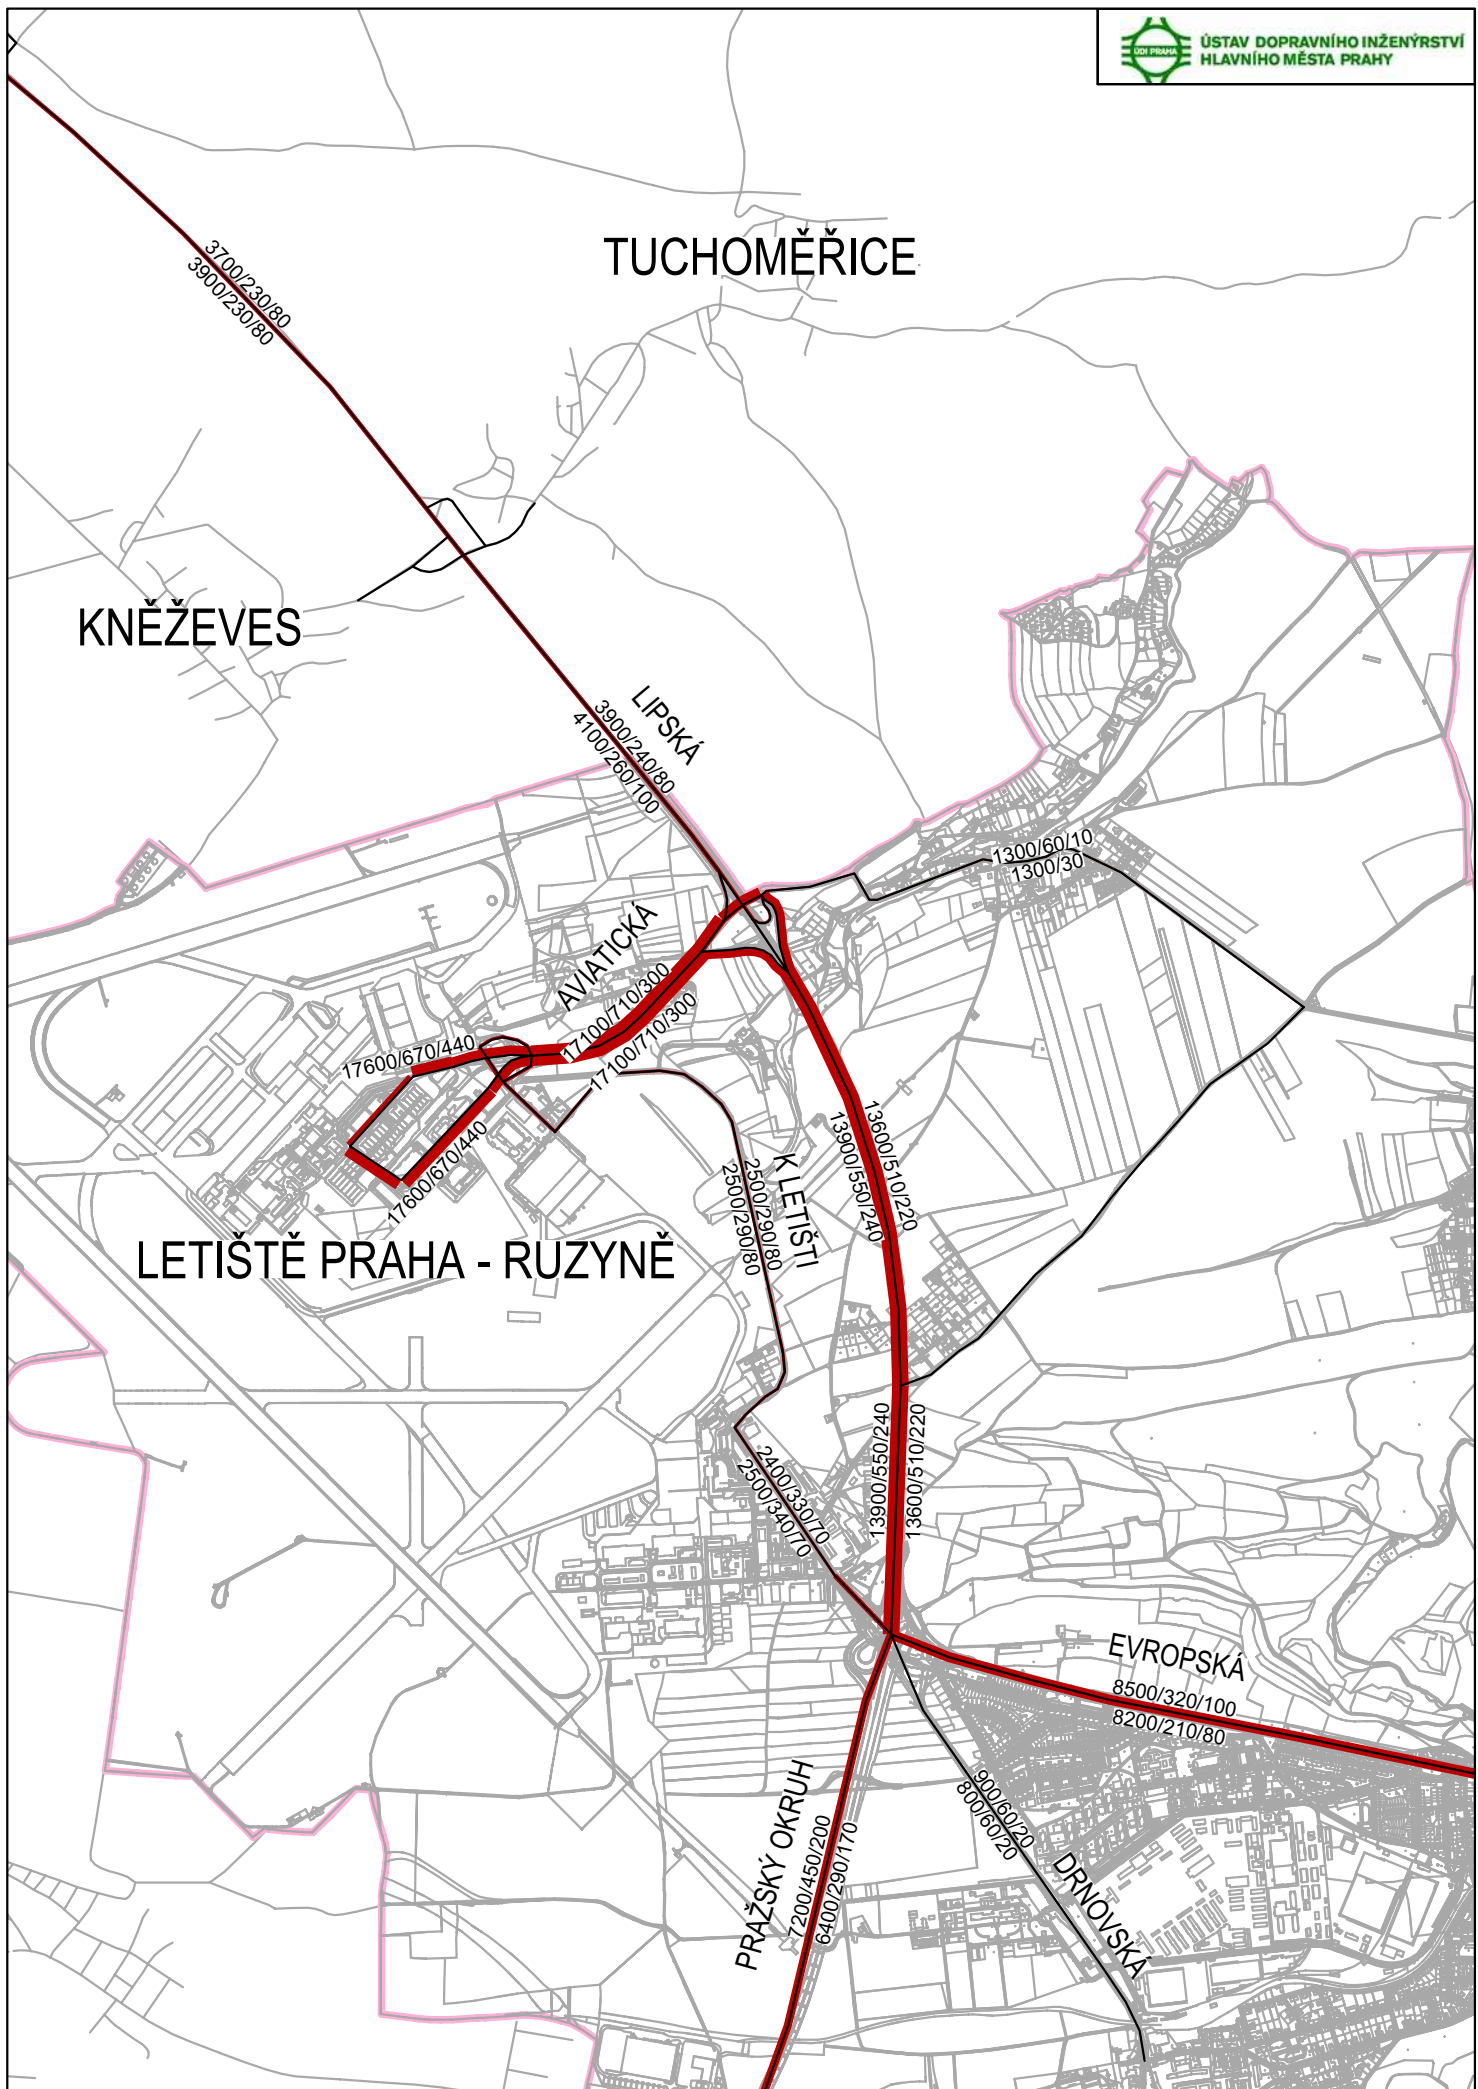 ÚDI PRAHA
ÚSTAV DOPRAVNÍHO INŽENÝRSTVÍ
HLAVNÍHO MĚSTA PRAHY
TUCHOMĚŘICE
3700/230/80
3900/230/80
KNĚŽEVES
LIPSKÁ
3900/240/80
4100/260/100
1300/60/10
1300/30
AVIATICKÁ
17100/710/300
17100/710/300
17600/670/440
17600/670/440
13600/510/220
13900/550/240
K LETIŠTI
2500/290/80
2500/290/80
LETIŠTĚ PRAHA - RUZYNĚ
13900/550/240
13600/510/220
2400/330/70
2500/340/70
EVROPSKÁ
8500/320/100
8200/210/80
PRAŽSKÝ OKRUH
7200/450/200
6400/290/170
900/60/20
800/60/20
DRNOVSKÁ